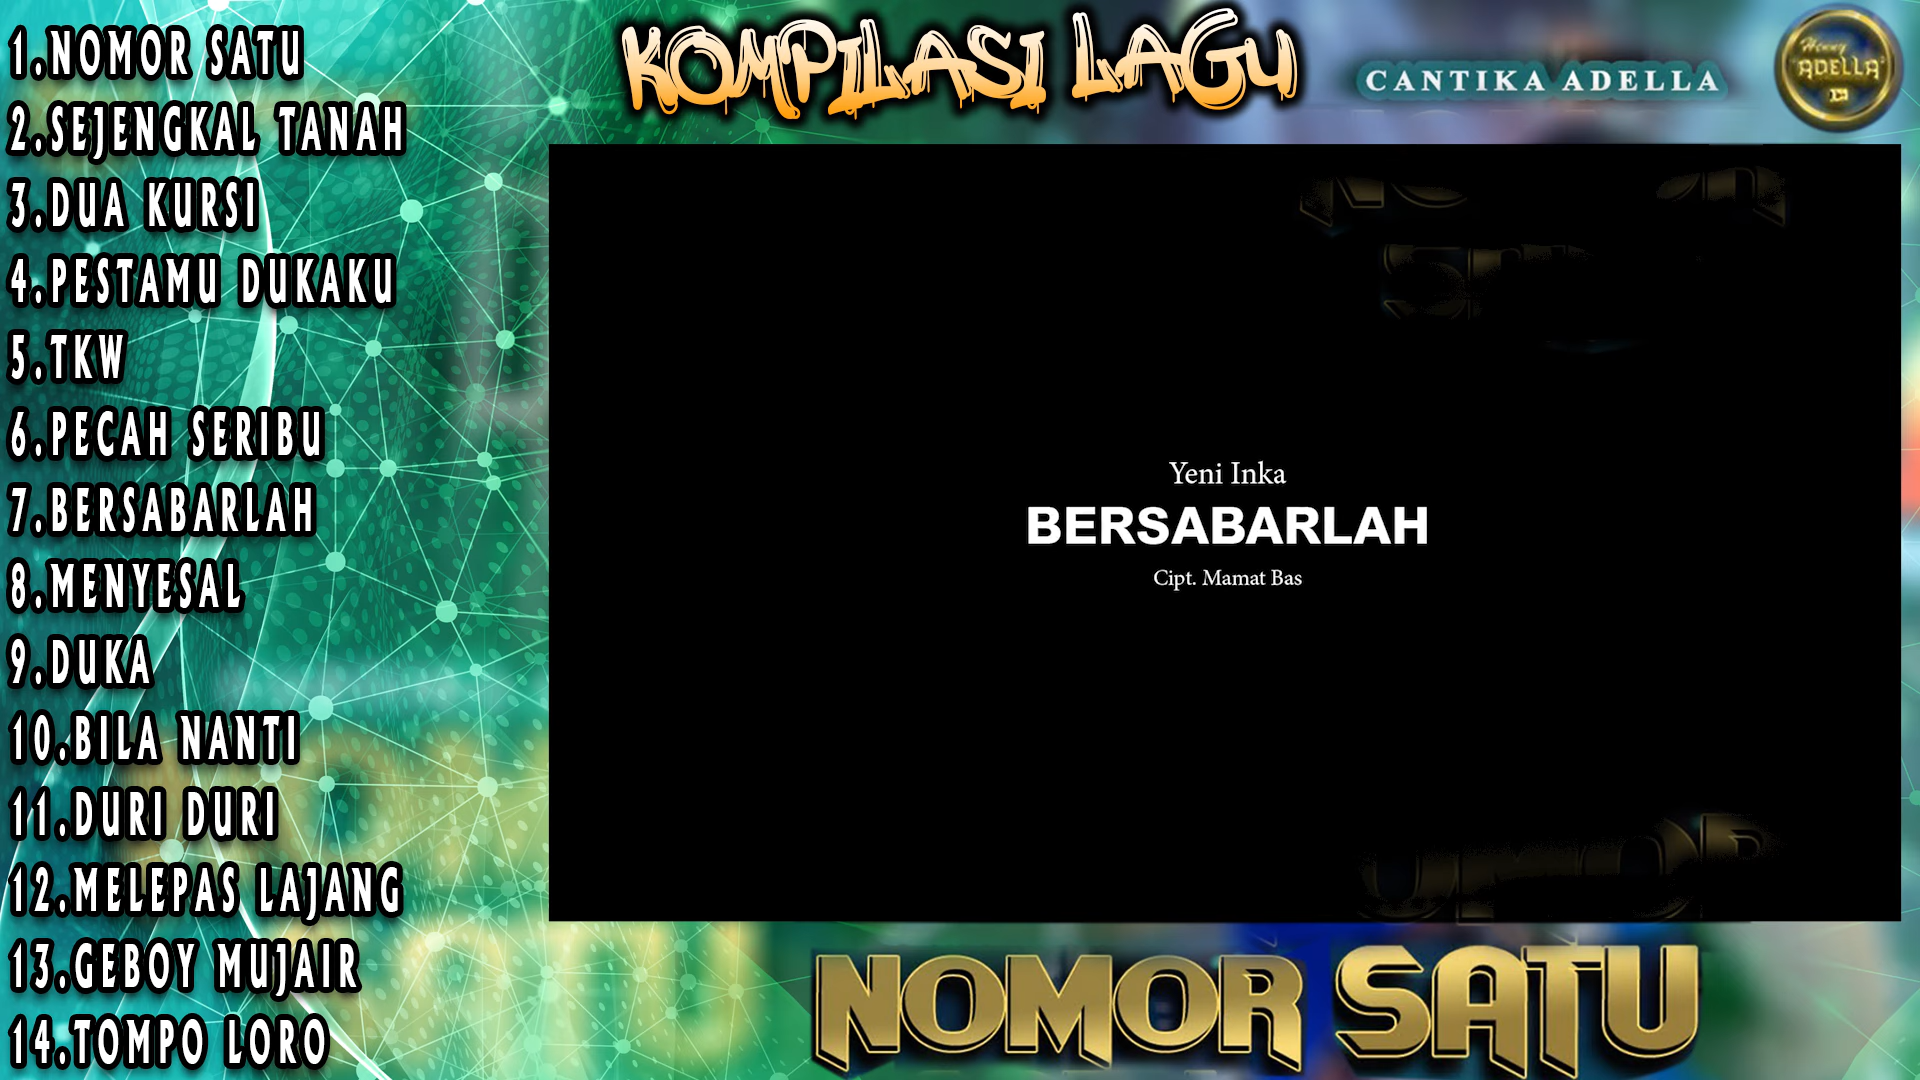 1.NOMOR SATU
2.SEJENGKAL TANAH
3.DUA KURSI
4.PESTAMU DUKAKU
5.TKW
6.PECAH SERIBU
7.BERSABARLAH
8.MENYESAL
9.DUKA
10.BILA NANTI
11.DURI DURI
12.MELEPAS LAJANG
13.GEBOY MUJAIR
14.TOMPO LORO
KOMPILASI LAGU
CANTIKA ADELLA
ADELLA
Yeni Inka
BERSABARLAH
Cipt. Mamat Bas
NOMOR SATU